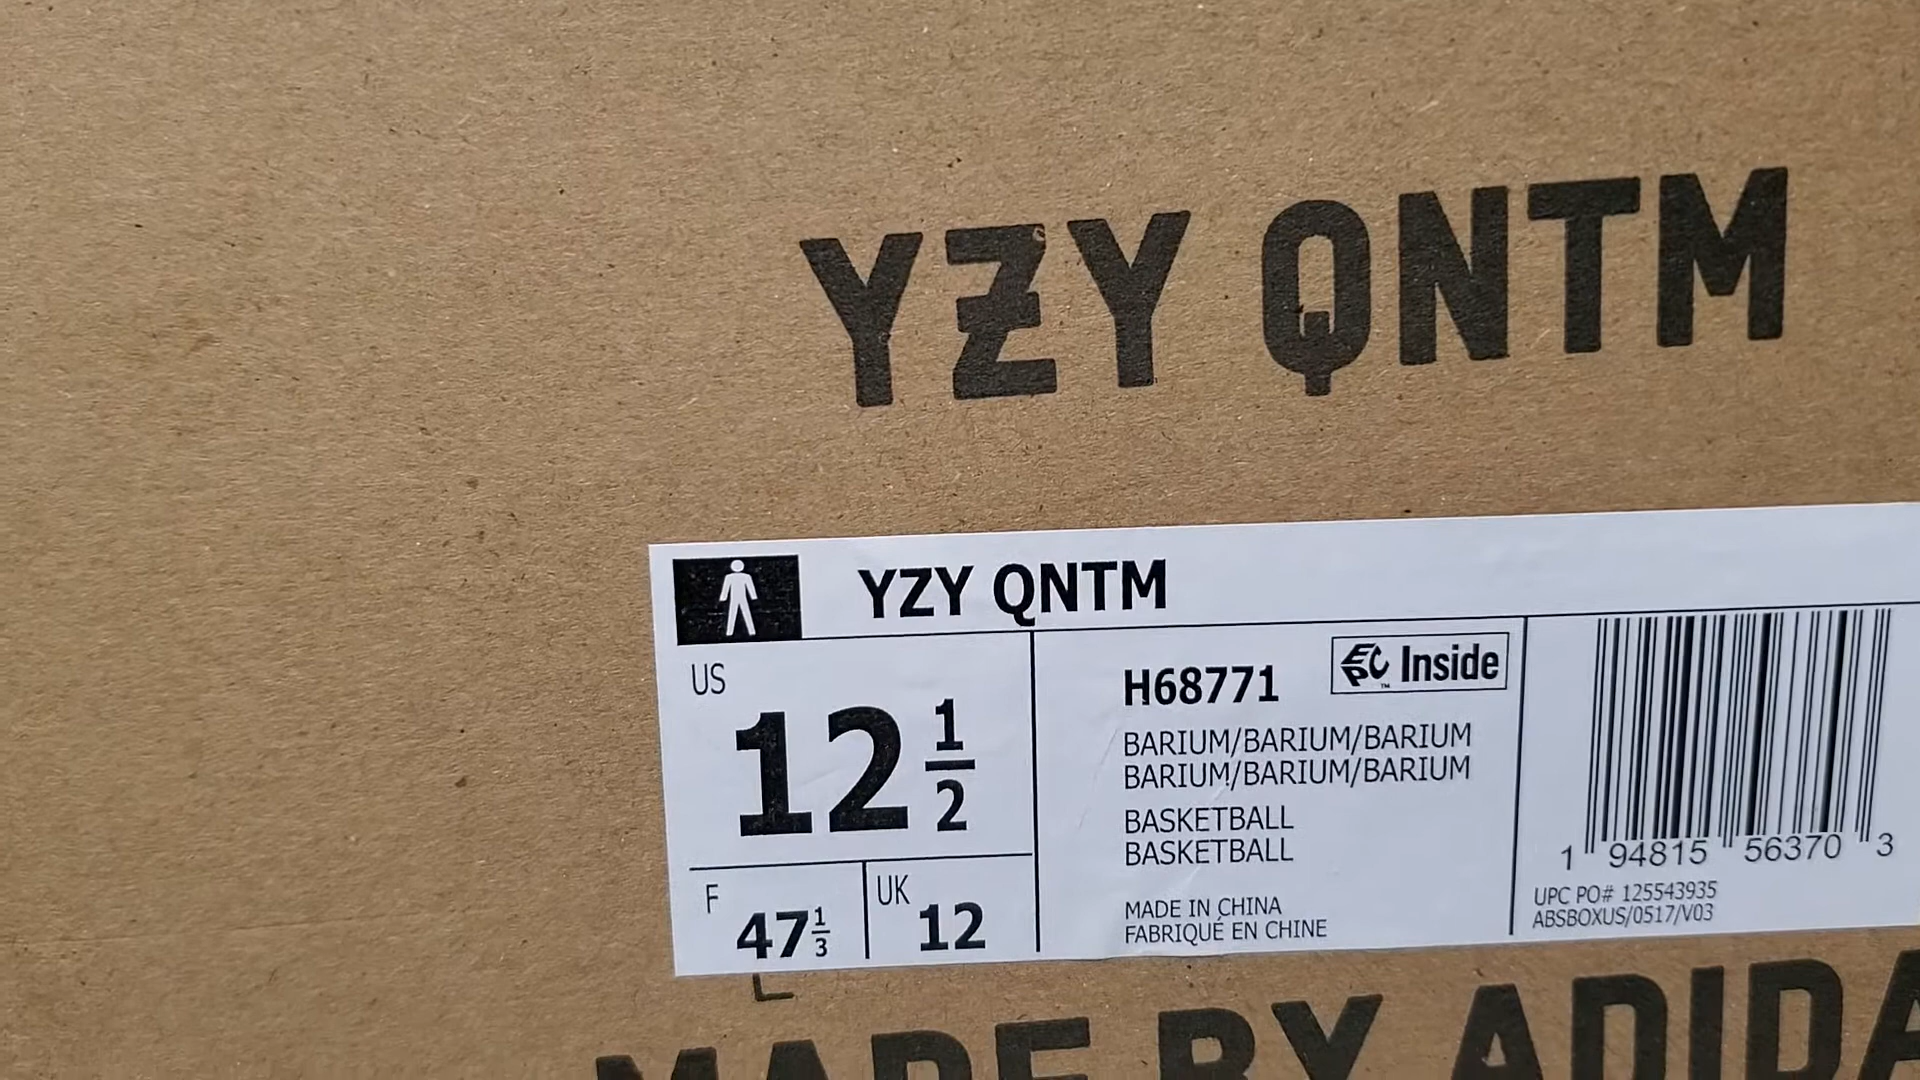 YZY QNTM
YZY QNTM
US
12 1/2
F 47 1/3
UK 12
H68771
EPC™ Inside
BARIUM/BARIUM/BARIUM
BARIUM/BARIUM/BARIUM
BASKETBALL
BASKETBALL
MADE IN CHINA
FABRIQUÉ EN CHINE
1 94815 56370 3
UPC PO# 125543935
ABSBOXUS/0517/V03
MADE BY ADIDA